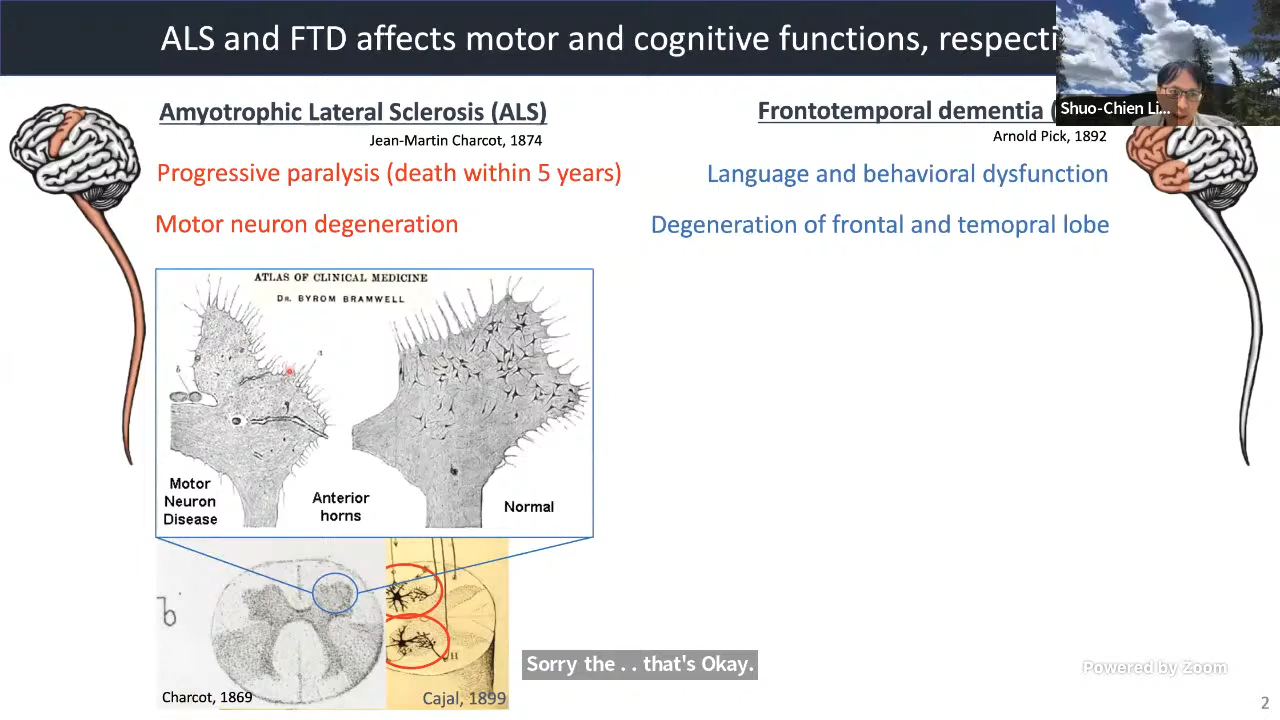 ALS and FTD affects motor and cognitive functions, respecti
Shuo-Chien Li...
Amyotrophic Lateral Sclerosis (ALS)
Jean-Martin Charcot, 1874
Progressive paralysis (death within 5 years)
Motor neuron degeneration
Frontotemporal dementia (
Arnold Pick, 1892
Language and behavioral dysfunction
Degeneration of frontal and temopral lobe
ATLAS OF CLINICAL MEDICINE
DR. BYROM BRAMWELL
a
b
Motor
Neuron
Disease
Anterior
horns
Normal
b
H
Charcot, 1869
Cajal, 1899
Sorry the . . that's Okay.
Powered by Zoom
2